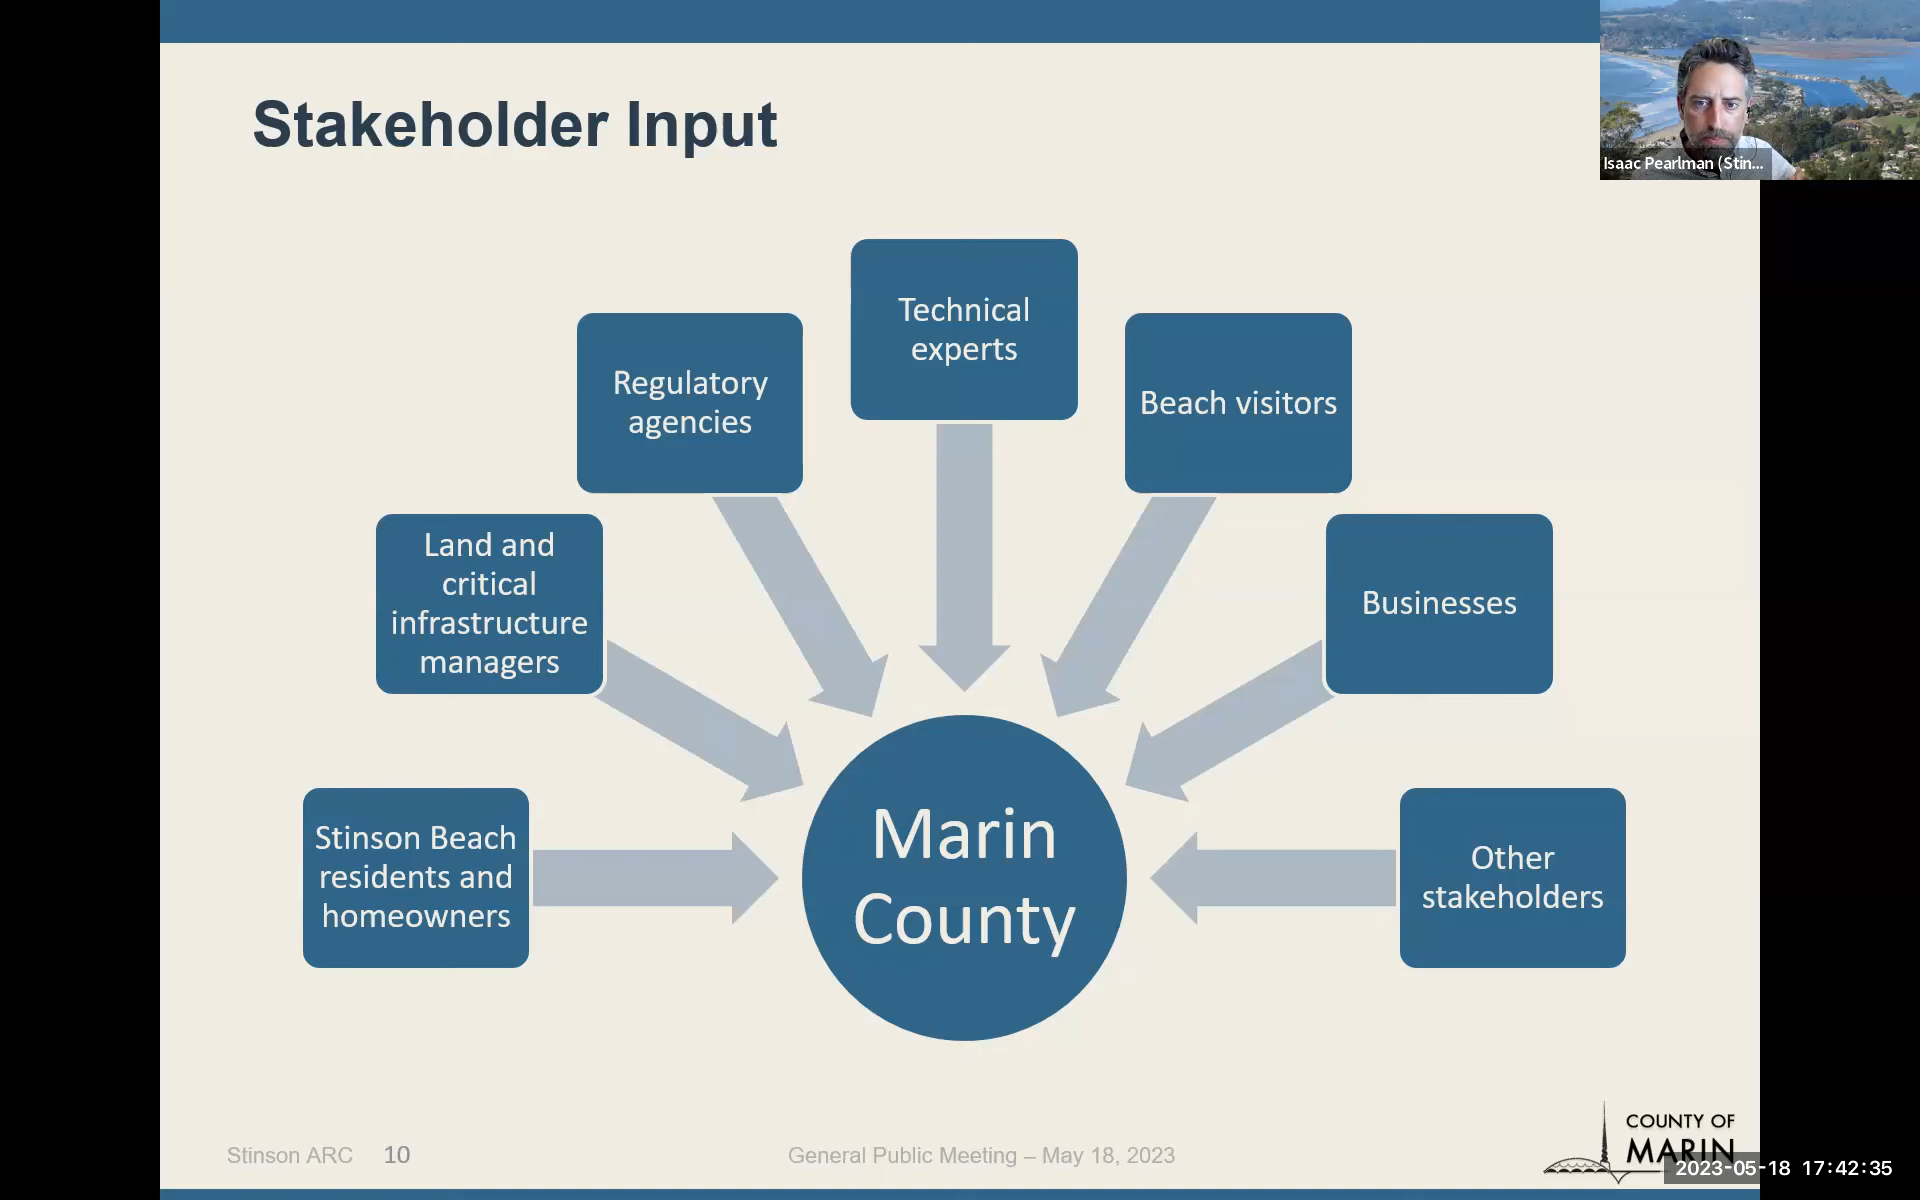 Stakeholder Input
Isaac Pearlman (Stin...
Technical
experts
Regulatory
agencies
Beach visitors
Land and
critical
infrastructure
managers
Businesses
Stinson Beach
residents and
homeowners
Marin
County
Other
stakeholders
Stinson ARC 10
General Public Meeting – May 18, 2023
COUNTY OF
MARIN
2023-05-18 17:42:35